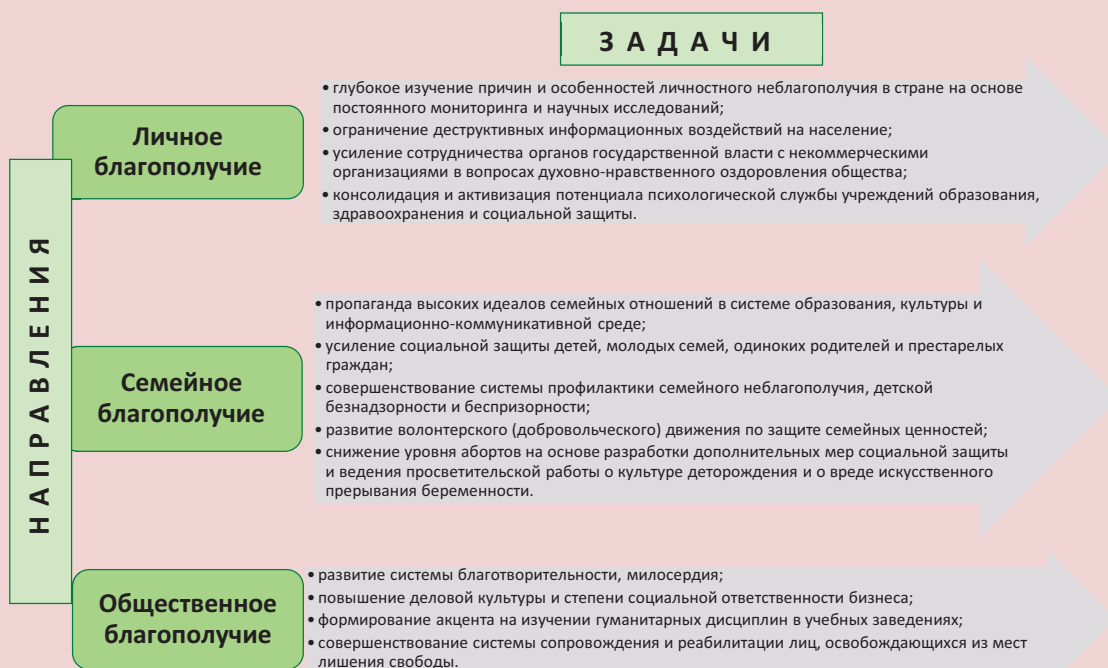 З А Д А Ч И
НАПРАВЛЕНИЯ
Личное
благополучие
• глубокое изучение причин и особенностей личностного неблагополучия в стране на основе
постоянного мониторинга и научных исследований;
• ограничение деструктивных информационных воздействий на население;
• усиление сотрудничества органов государственной власти с некоммерческими
организациями в вопросах духовно-нравственного оздоровления общества;
• консолидация и активизация потенциала психологической службы учреждений образования,
здравоохранения и социальной защиты.
Семейное
благополучие
• пропаганда высоких идеалов семейных отношений в системе образования, культуры и
информационно-коммуникативной среде;
• усиление социальной защиты детей, молодых семей, одиноких родителей и престарелых
граждан;
• совершенствование системы профилактики семейного неблагополучия, детской
безнадзорности и беспризорности;
• развитие волонтерского (добровольческого) движения по защите семейных ценностей;
• снижение уровня абортов на основе разработки дополнительных мер социальной защиты
и ведения просветительской работы о культуре деторождения и о вреде искусственного
прерывания беременности.
Общественное
благополучие
• развитие системы благотворительности, милосердия;
• повышение деловой культуры и степени социальной ответственности бизнеса;
• формирование акцента на изучении гуманитарных дисциплин в учебных заведениях;
• совершенствование системы сопровождения и реабилитации лиц, освобождающихся из мест
лишения свободы.